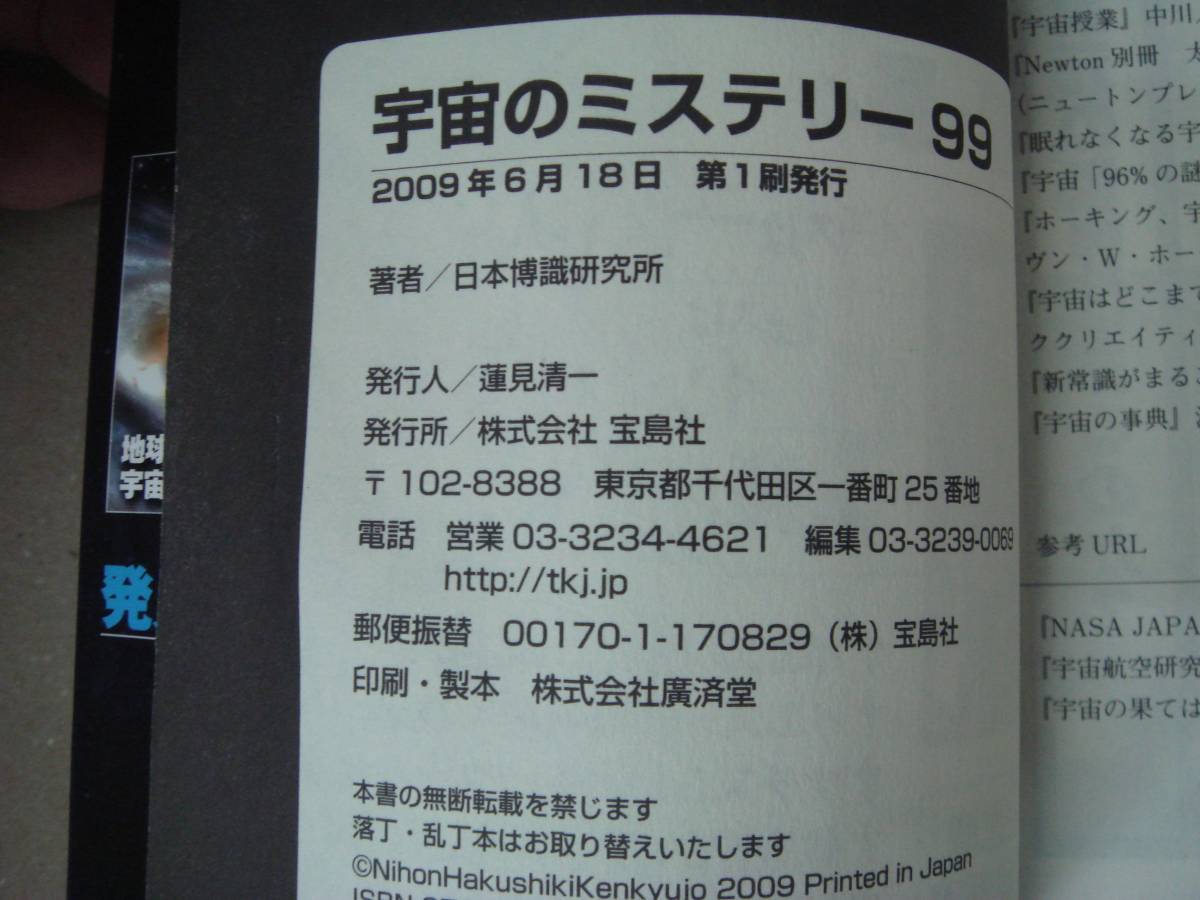 宇宙のミステリー 99
2009年6月18日　第1刷発行
著者／日本博識研究所
発行人／蓮見清一
発行所／株式会社 宝島社
〒102-8388　東京都千代田区一番町25番地
電話　営業 03-3234-4621　編集 03-3239-0069
http://tkj.jp
郵便振替　00170-1-170829（株）宝島社
印刷・製本　株式会社廣済堂
本書の無断転載を禁じます
落丁・乱丁本はお取り替えいたします
©NihonHakushikiKenkyujo 2009 Printed in Japan
ISBN
『宇宙授業』中川
『Newton 別冊
（ニュートンプレ
『眠れなくなる宇
『宇宙「96%の謎
『ホーキング、宇
ヴン・W・ホー
『宇宙はどこまで
ククリエイティ
『新常識がまるこ
『宇宙の事典』
参考 URL
『NASA JAPA
『宇宙航空研究
『宇宙の果ては
地球
宇宙
発